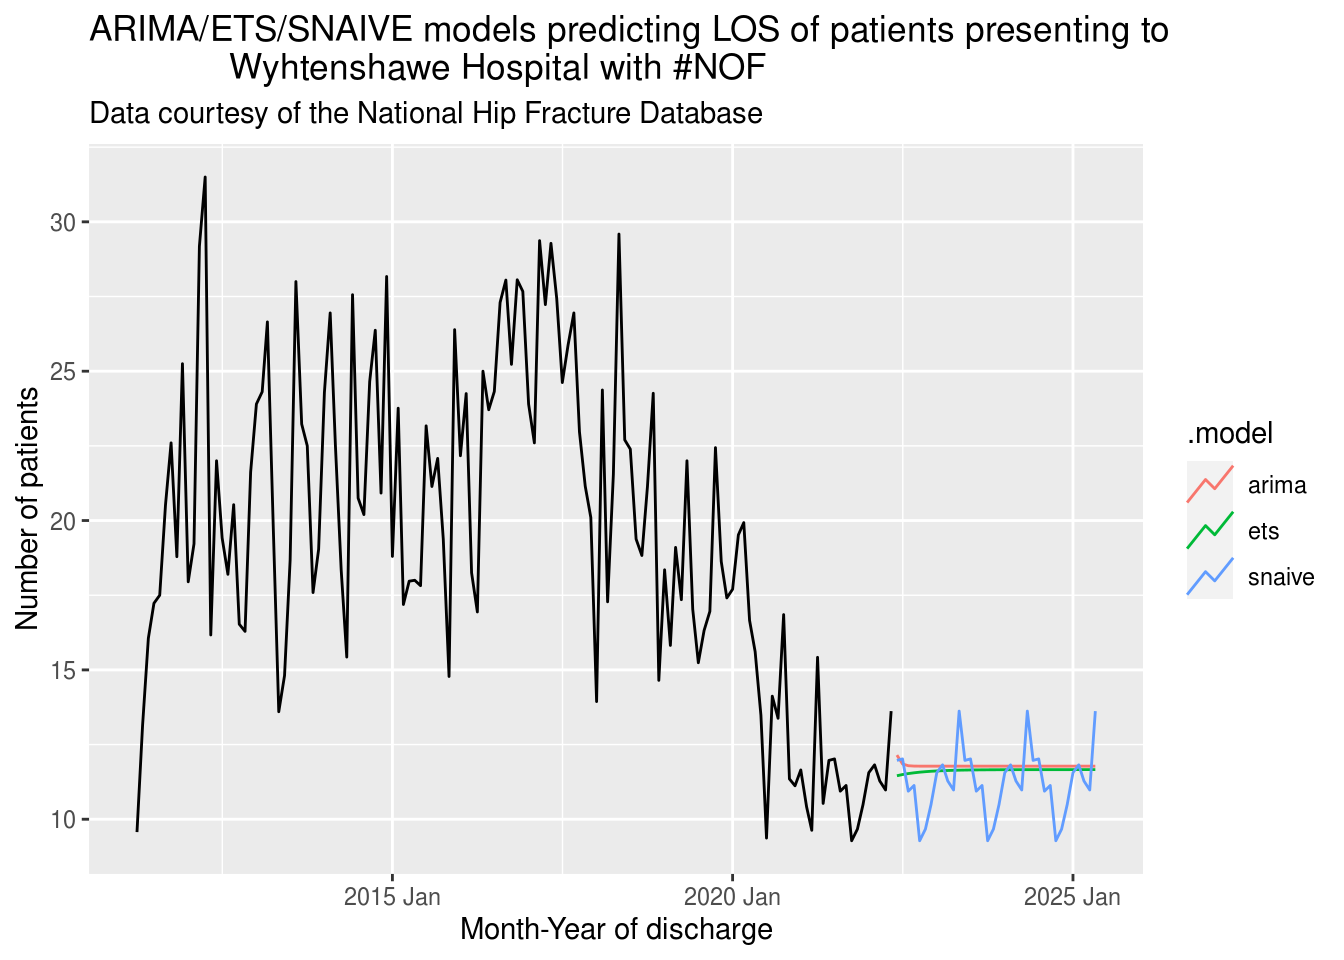 ARIMA/ETS/SNAIVE models predicting LOS of patients presenting to
Wyhtenshawe Hospital with #NOF
Data courtesy of the National Hip Fracture Database
Number of patients
30
25
20
15
10
2015 Jan
2020 Jan
2025 Jan
Month-Year of discharge
.model
arima
ets
snaive